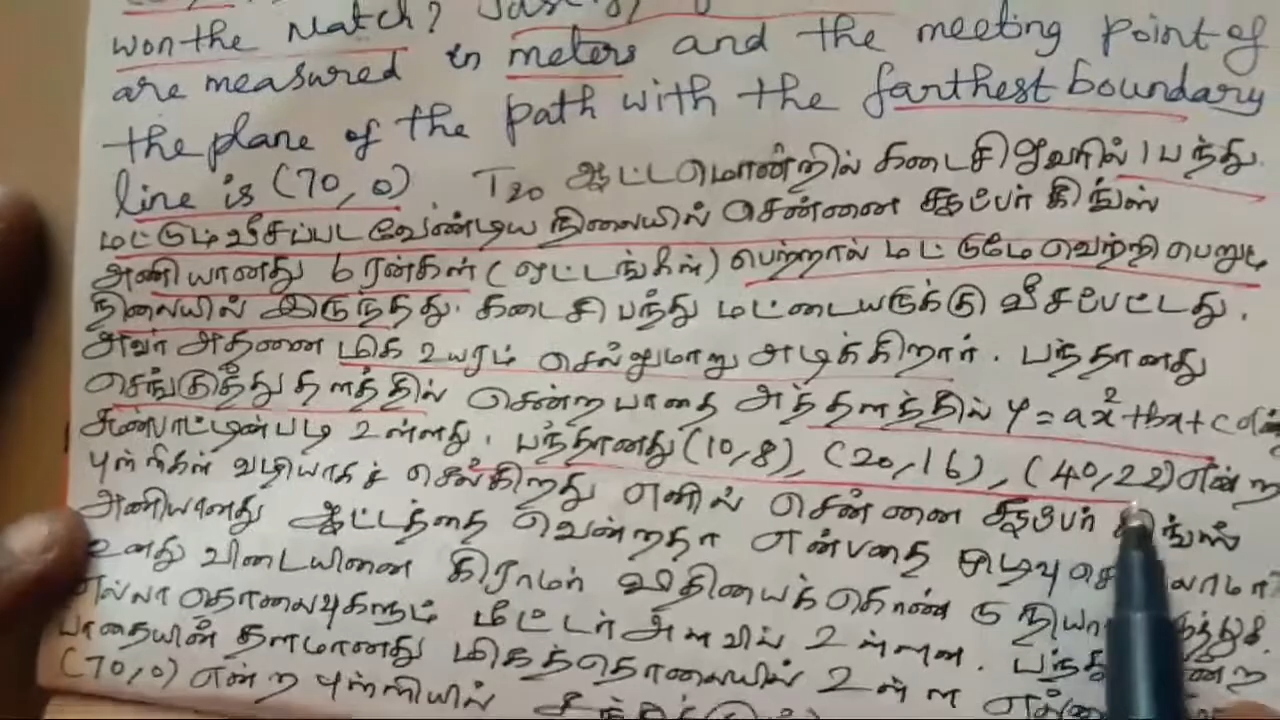 won the Match?
are measured in meters and the meeting point of
the plane of the path with the farthest boundary
line is (70, 0) T20 ஆட்டமொன்றில் கடைசி ஓவரில் 1 பந்து
மட்டும் வீசப்பட வேண்டிய நிலையில் சென்னை சூப்பர் கிங்ஸ்
அணியானது 6 ரன்கள் (ஓட்டங்கள்) பெற்றால் மட்டுமே வெற்றி பெறும்
நிலையில் இருந்தது. கடைசி பந்து மட்டையருக்கு வீசப்பட்டது.
அவர் அதனை மிக உயரம் செல்லுமாறு அடிக்கிறார். பந்தானது
செங்குத்து தளத்தில் சென்ற பாதை அத்தளத்தில் y = ax²+bx+c
சமன்பாட்டின்படி உள்ளது. பந்தானது (10,8), (20,16), (40,22) என்ற
புள்ளிகள் வழியாகச் செல்கிறது எனில் சென்னை சூப்பர் கிங்ஸ்
அணியானது ஆட்டத்தை வென்றதா என்பதை முடிவு
உனது விடையினை கிராமர் விதியைக் கொண்டு
எல்லா தொலைவுகளும் மீட்டர் அளவில் உள்ளன.
பாதையின் தளமானது மிகத்தொலைவில் உள்ள
(70,0) என்ற புள்ளியில்